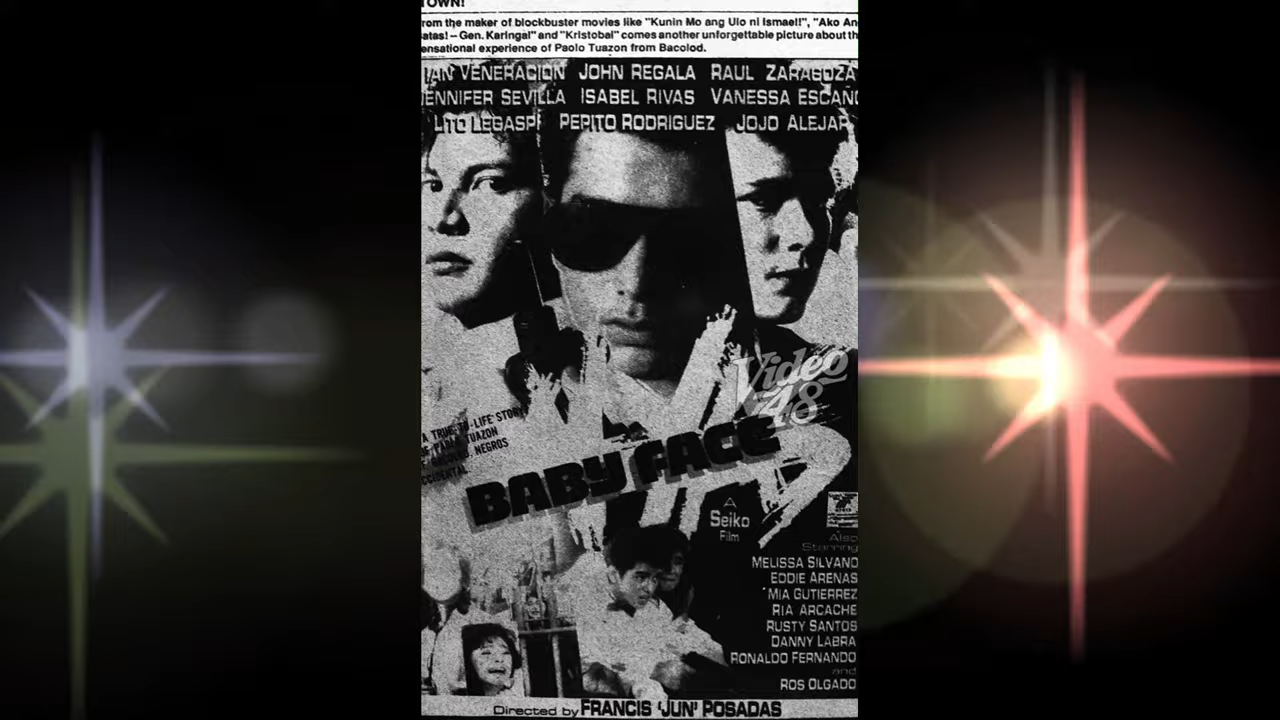 TOWN!
rom the maker of blockbuster movies like "Kunin Mo ang Ulo ni Ismael!", "Ako An
atas! – Gen. Karingal" and "Kristobal" comes another unforgettable picture about th
ensational experience of Paolo Tuazon from Bacolod.
IAN VENERACION JOHN REGALA RAUL ZARAGOZA
JENNIFER SEVILLA ISABEL RIVAS VANESSA ESCAÑO
LITO LEGASPI PEPITO RODRIGUEZ JOJO ALEJAR
Video
48
A TRUE-TO-LIFE STORY
TUAZON
NEGROS
BABY FACE
A
Seiko
Film
Also
Starring
MELISSA SILVANO
EDDIE ARENAS
MIA GUTIERREZ
RIA ARCACHE
RUSTY SANTOS
DANNY LABRA
RONALDO FERNANDO
and
ROS OLGADO
Directed by FRANCIS 'JUN' POSADAS